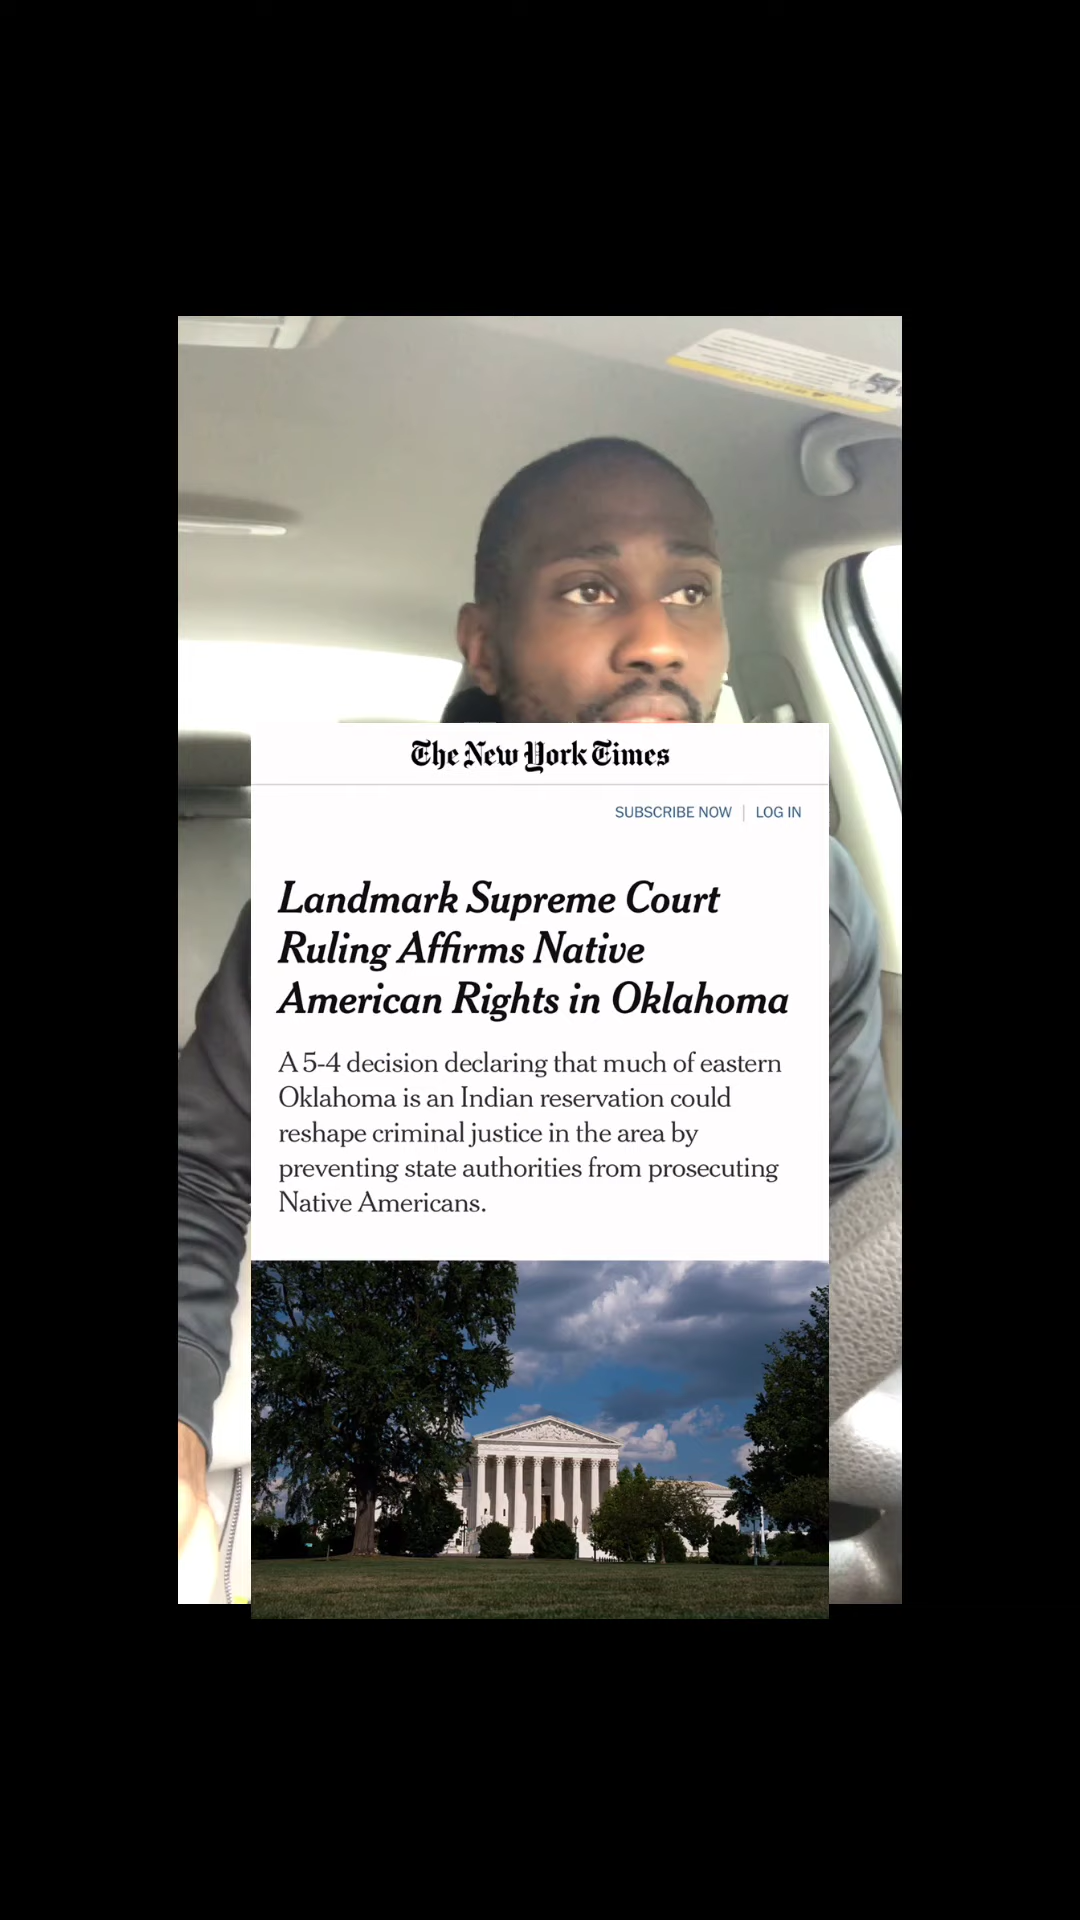 The New York Times
SUBSCRIBE NOW | LOG IN
Landmark Supreme Court
Ruling Affirms Native
American Rights in Oklahoma
A 5-4 decision declaring that much of eastern
Oklahoma is an Indian reservation could
reshape criminal justice in the area by
preventing state authorities from prosecuting
Native Americans.